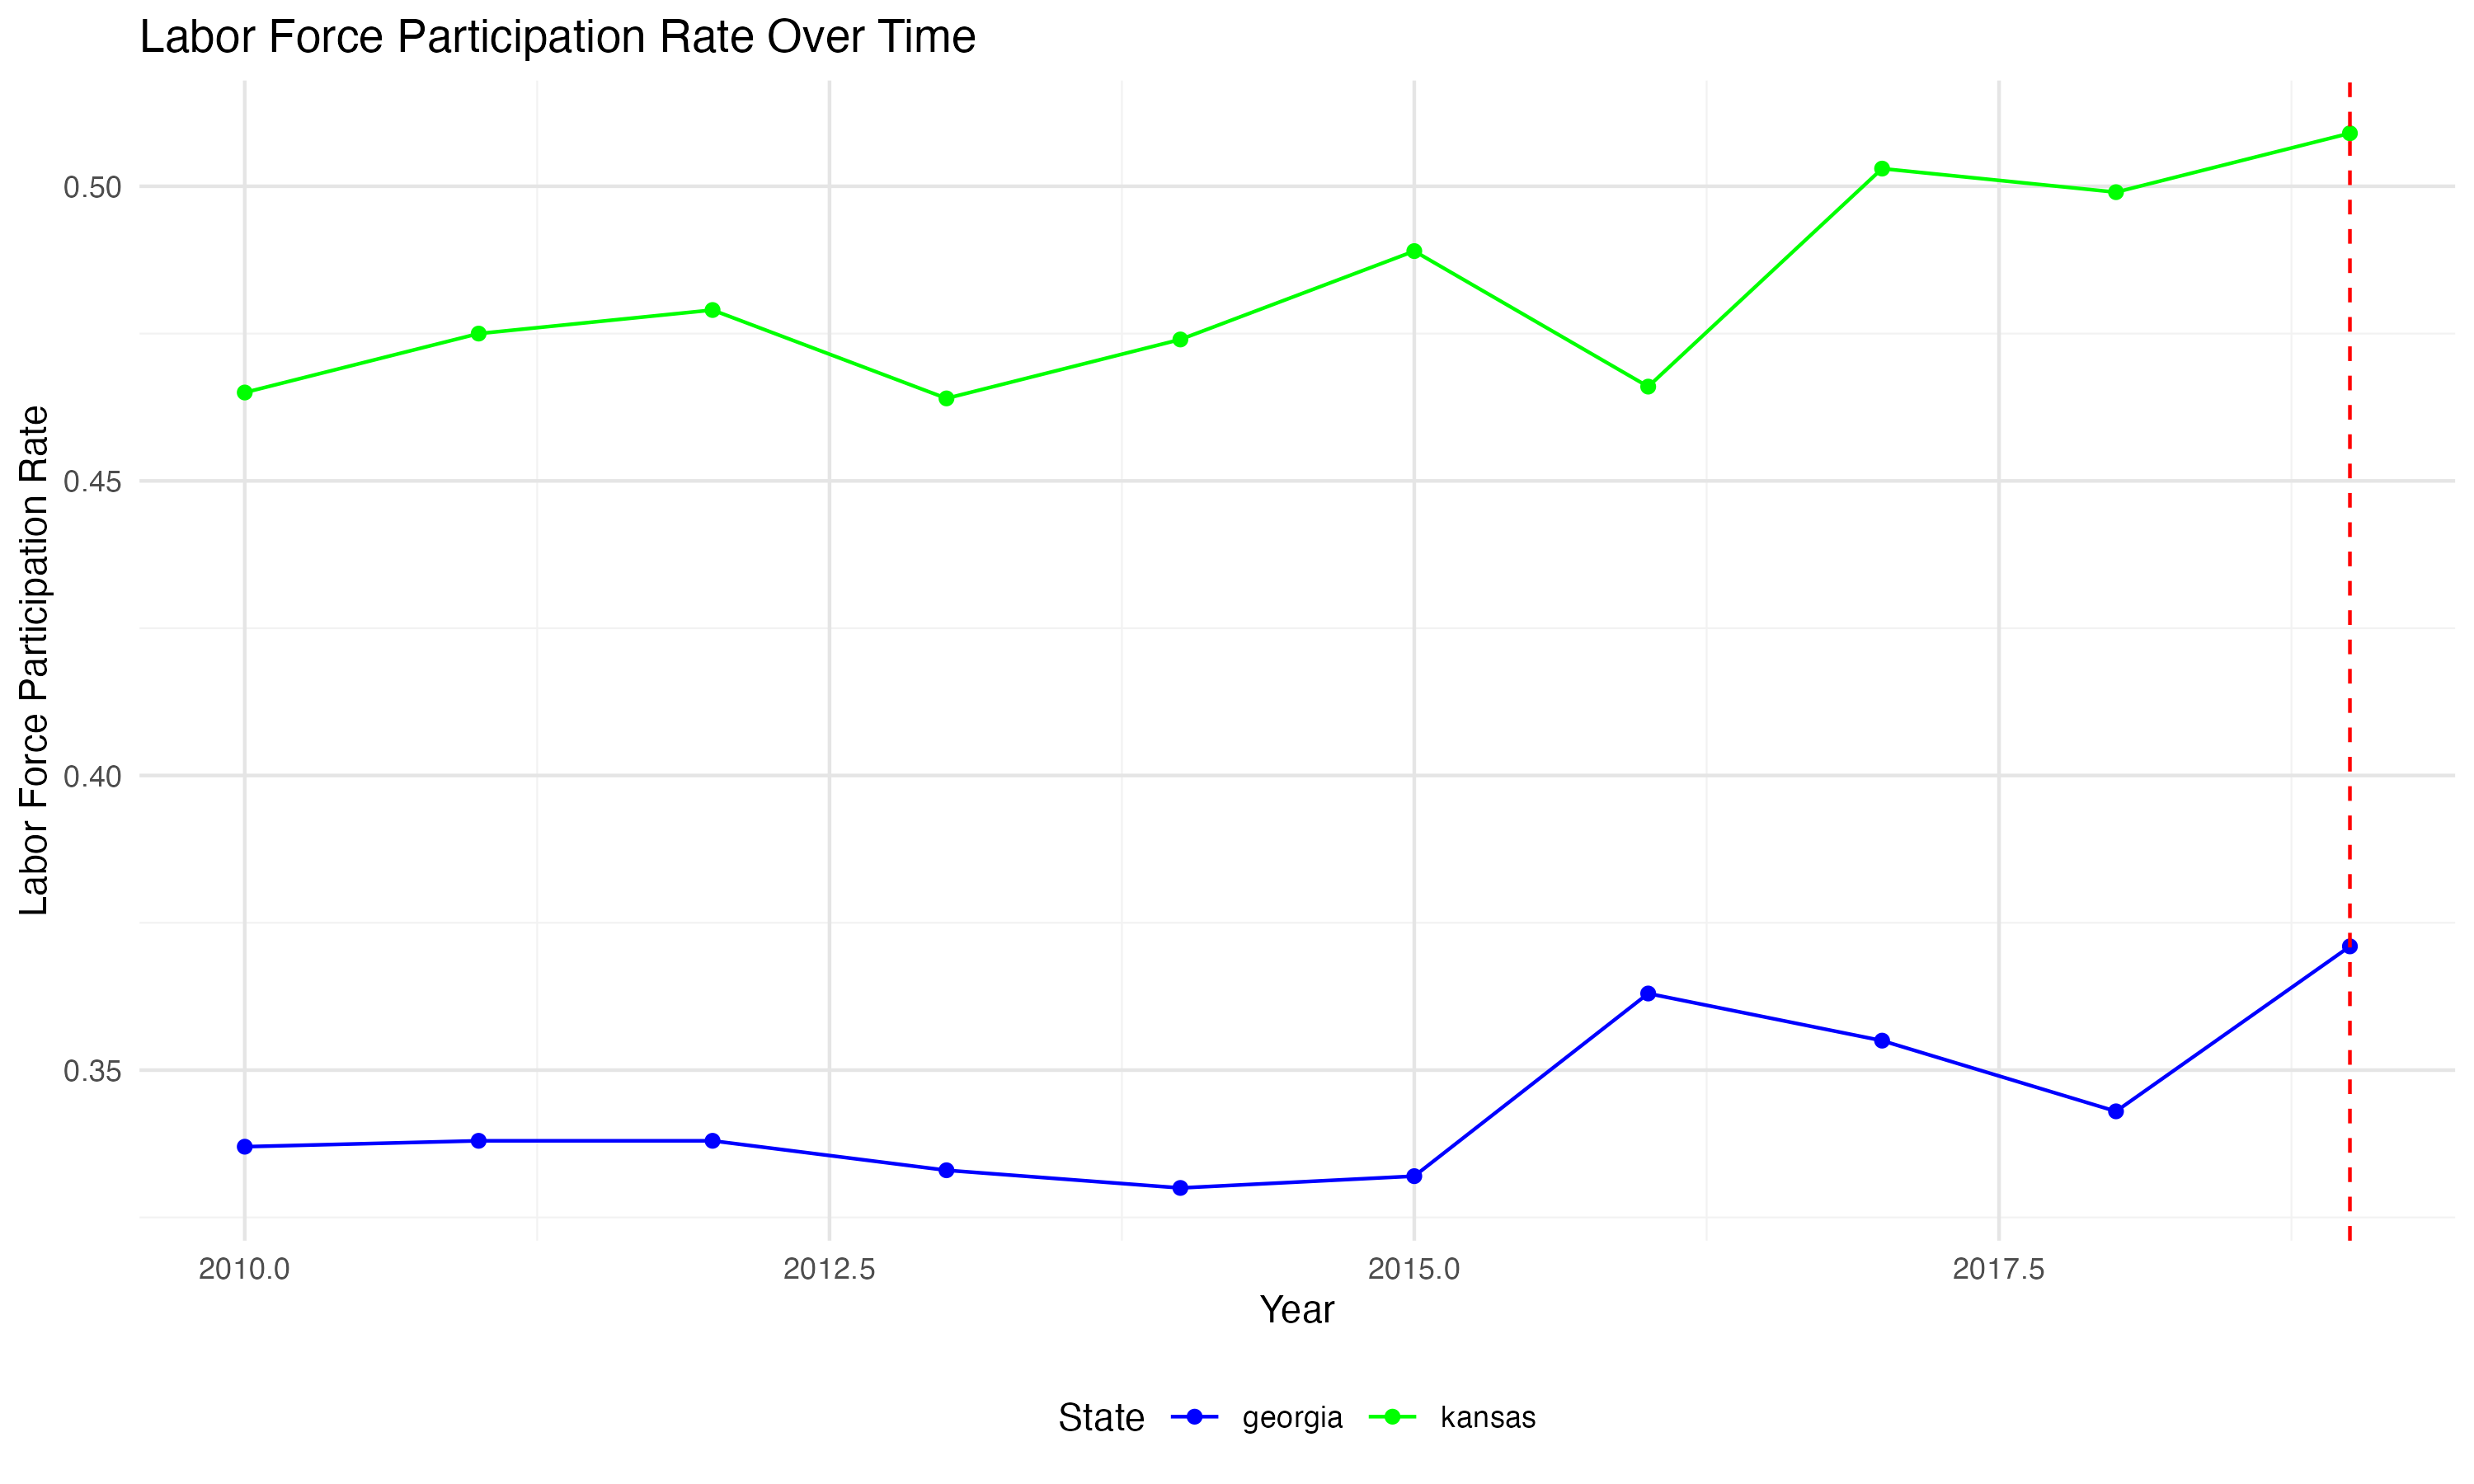 Labor Force Participation Rate Over Time
Labor Force Participation Rate
0.50
0.45
0.40
0.35
2010.0 2012.5 2015.0 2017.5
Year
State georgia kansas